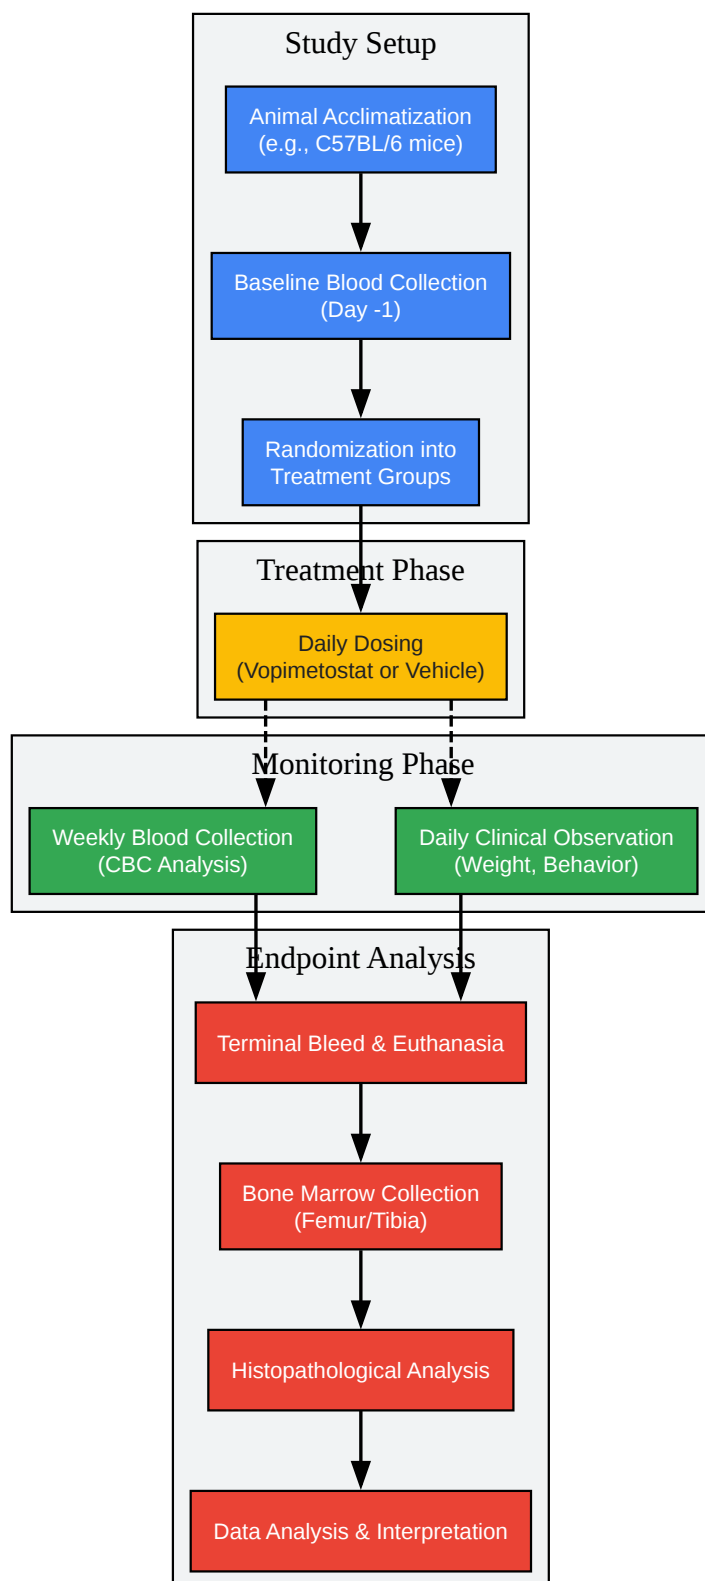 Study Setup
Animal Acclimatization
(e.g., C57BL/6 mice)
Baseline Blood Collection
(Day -1)
Randomization into
Treatment Groups
Treatment Phase
Daily Dosing
(Vopimetostat or Vehicle)
Monitoring Phase
Weekly Blood Collection
(CBC Analysis)
Daily Clinical Observation
(Weight, Behavior)
Endpoint Analysis
Terminal Bleed & Euthanasia
Bone Marrow Collection
(Femur/Tibia)
Histopathological Analysis
Data Analysis & Interpretation